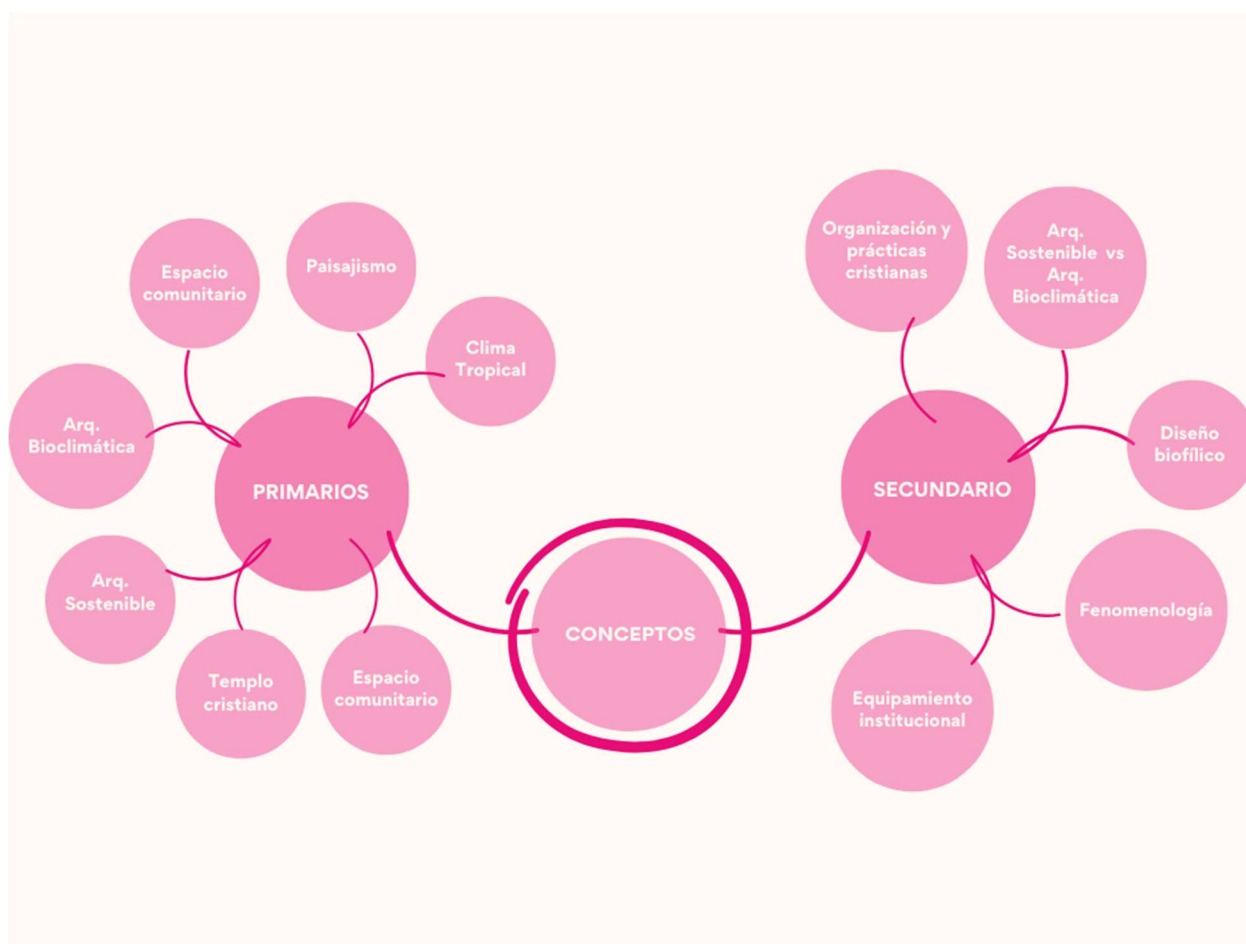 Espacio
comunitario
Paisajismo
Clima
Tropical
Arq.
Bioclimática
PRIMARIOS
Arq.
Sostenible
Templo
cristiano
Espacio
comunitario
CONCEPTOS
Organización y
prácticas
cristianas
Arq.
Sostenible vs
Arq.
Bioclimática
Diseño
biofílico
SECUNDARIO
Fenomenología
Equipamiento
institucional